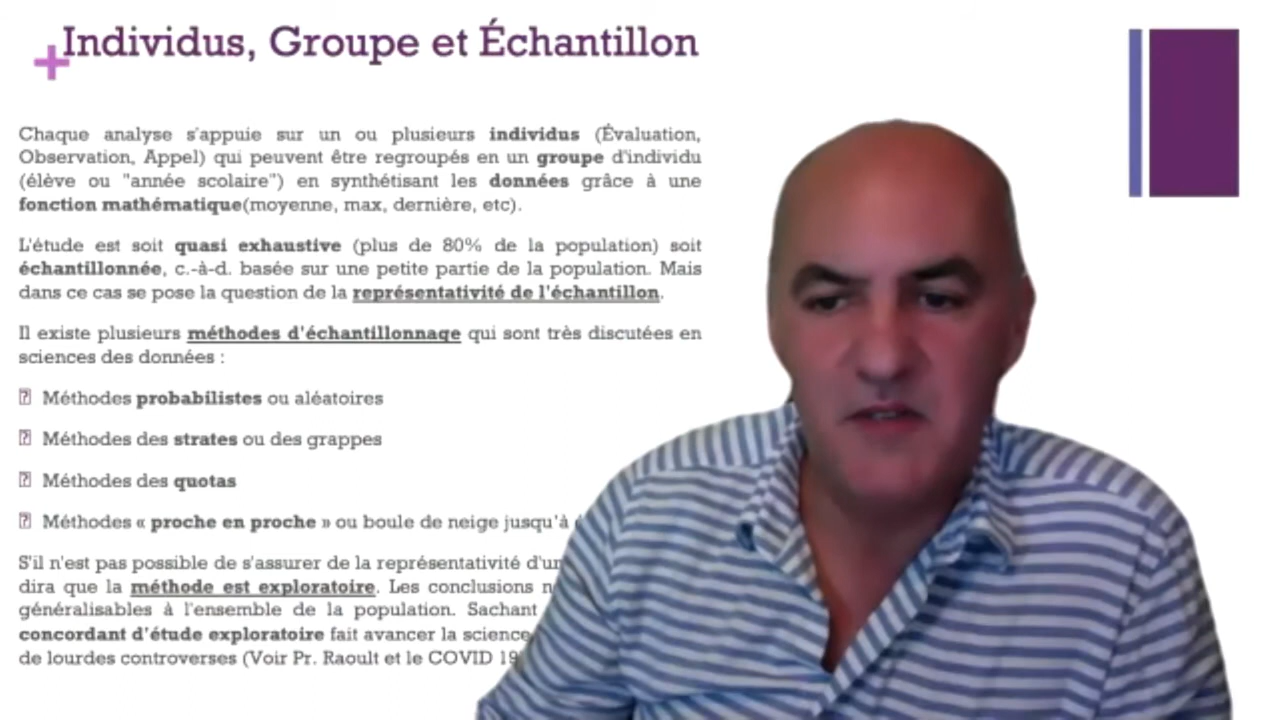 Individus, Groupe et Échantillon
Chaque analyse s'appuie sur un ou plusieurs individus (Évaluation,
Observation, Appel) qui peuvent être regroupés en un groupe d'individu
(élève ou "année scolaire") en synthétisant les données grâce à une
fonction mathématique(moyenne, max, dernière, etc).
L'étude est soit quasi exhaustive (plus de 80% de la population) soit
échantillonnée, c.-à-d. basée sur une petite partie de la population. Mais
dans ce cas se pose la question de la représentativité de l'échantillon.
Il existe plusieurs méthodes d'échantillonnage qui sont très discutées en
sciences des données :
Méthodes probabilistes ou aléatoires
Méthodes des strates ou des grappes
Méthodes des quotas
Méthodes « proche en proche » ou boule de neige jusqu'à
S'il n'est pas possible de s'assurer de la représentativité
dira que la méthode est exploratoire. Les conclusions
généralisables à l'ensemble de la population. Sachant
concordant d'étude exploratoire fait avancer la science
de lourdes controverses (Voir Pr. Raoult et le COVID 19